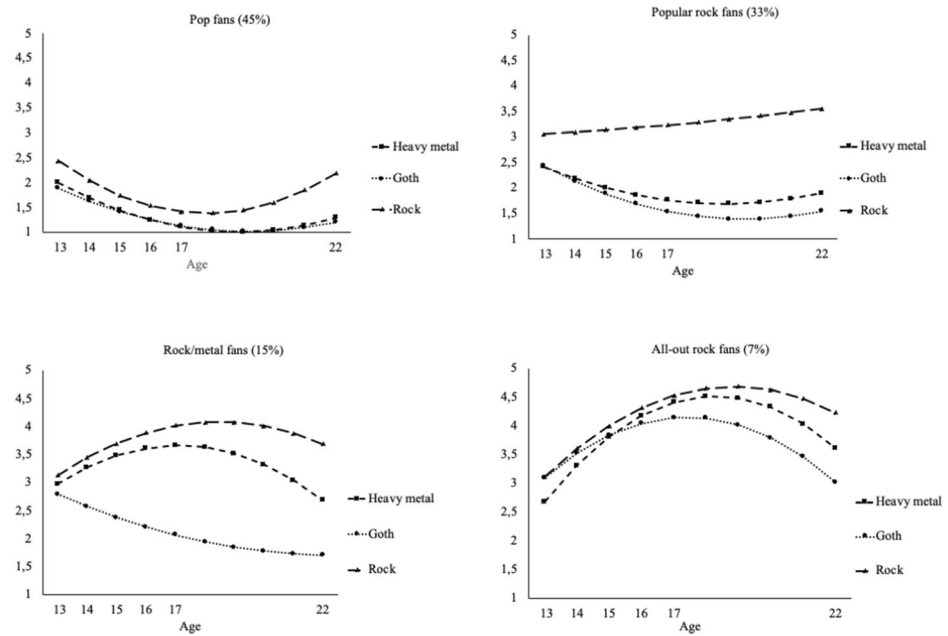 Pop fans (45%)
5
4,5
4
3,5
3
2,5
2
1,5
1
13 14 15 16 17 22
Age
Heavy metal
Goth
Rock
Popular rock fans (33%)
5
4,5
4
3,5
3
2,5
2
1,5
1
13 14 15 16 17 22
Age
Heavy metal
Goth
Rock
Rock/metal fans (15%)
5
4,5
4
3,5
3
2,5
2
1,5
1
13 14 15 16 17 22
Age
Heavy metal
Goth
Rock
All-out rock fans (7%)
5
4,5
4
3,5
3
2,5
2
1,5
1
13 14 15 16 17 22
Age
Heavy metal
Goth
Rock